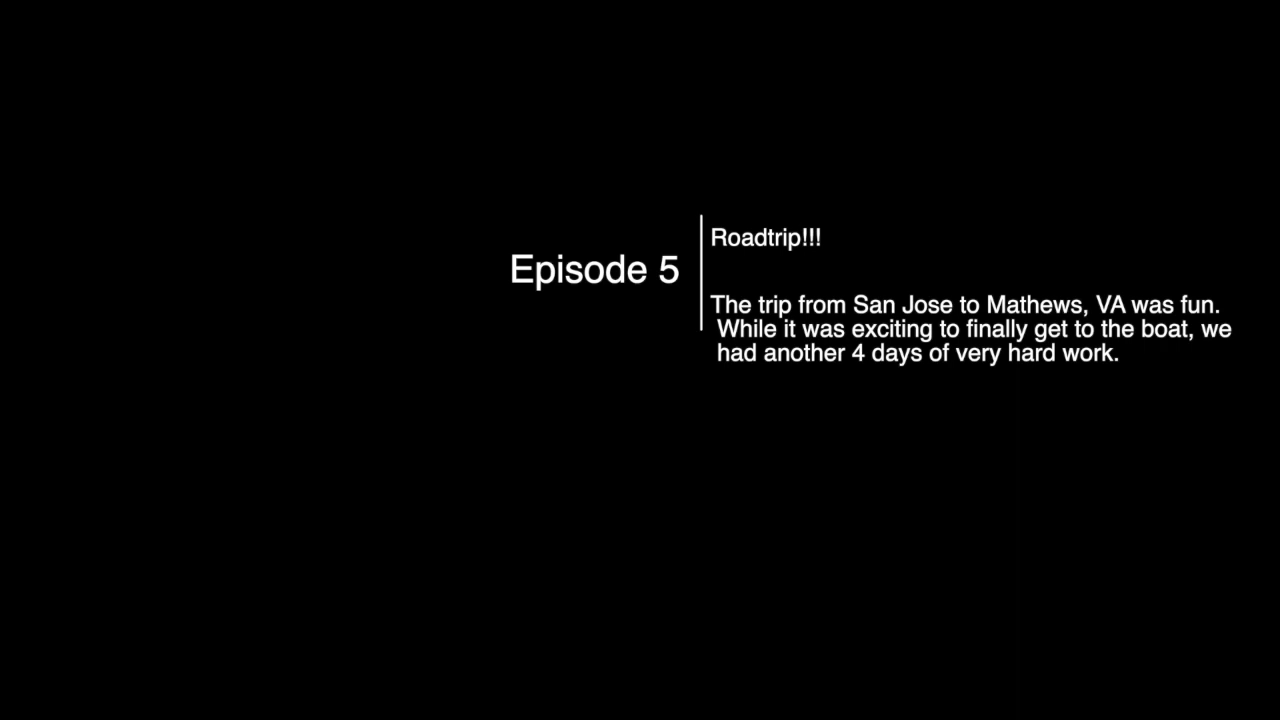 Episode 5
Roadtrip!!!
The trip from San Jose to Mathews, VA was fun.
While it was exciting to finally get to the boat, we
had another 4 days of very hard work.